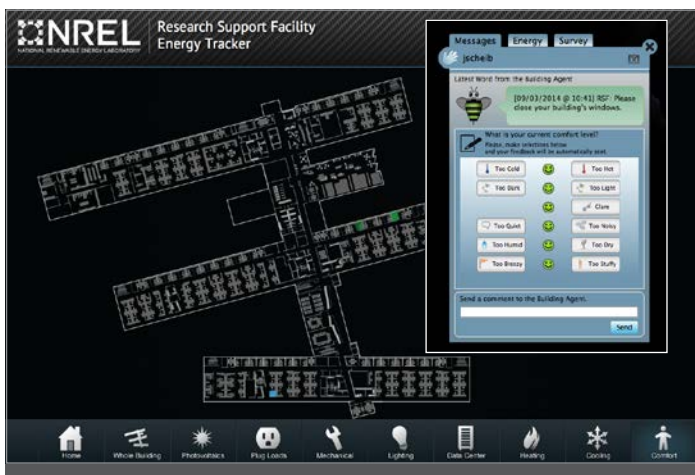 NREL
NATIONAL RENEWABLE ENERGY LABORATORY
Research Support Facility
Energy Tracker
Messages Energy Survey
jscheib
Latest Word from the Building Agent
[09/03/2014 @ 10:41] RSF: Please
close your building's windows.
What is your current comfort level?
Please, make selections below
and your feedback will be automatically sent.
Too Cold Too Hot
Too Dark Too Light
Glare
Too Quiet Too Noisy
Too Humid Too Dry
Too Breezy Too Stuffy
Send a comment to the Building Agent.
Send
Home Whole Building Photovoltaics Plug Loads Mechanical Lighting Data Center Heating Cooling Comfort